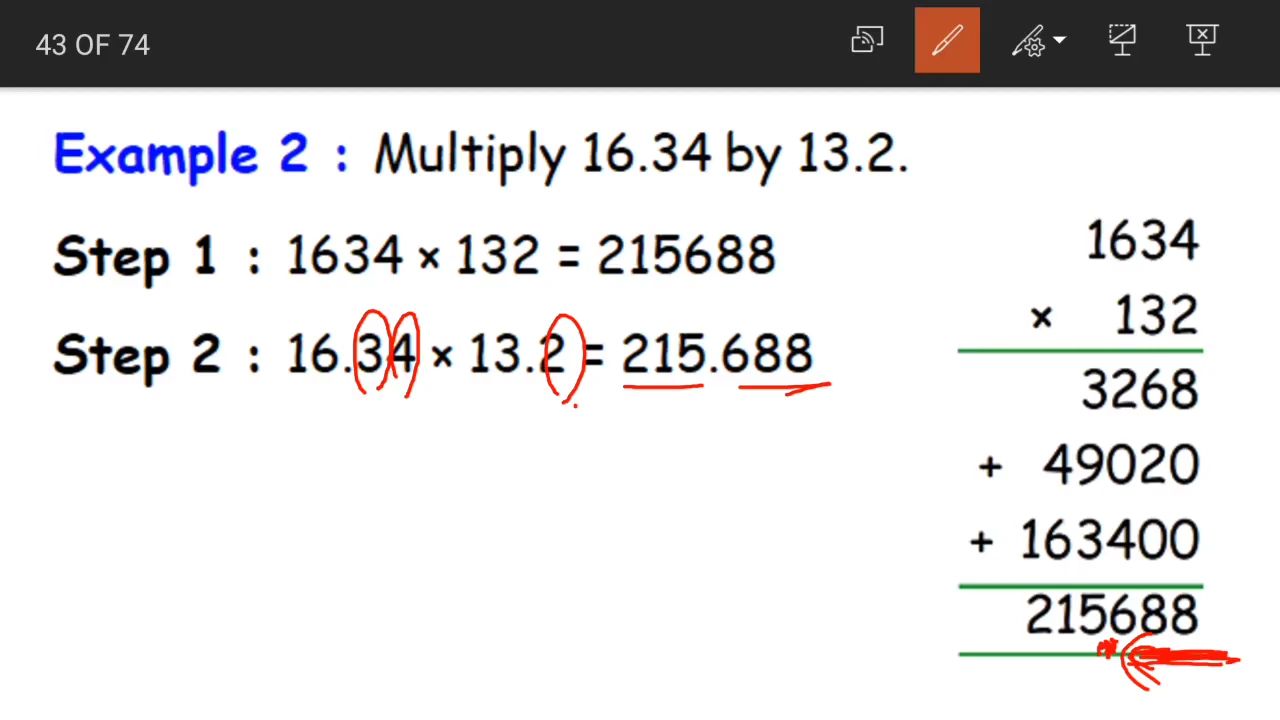 43 OF 74
Example 2 : Multiply 16.34 by 13.2.
Step 1 : 1634 × 132 = 215688
Step 2 : 16.34 × 13.2 = 215.688
1634
× 132
3268
+ 49020
+ 163400
215688